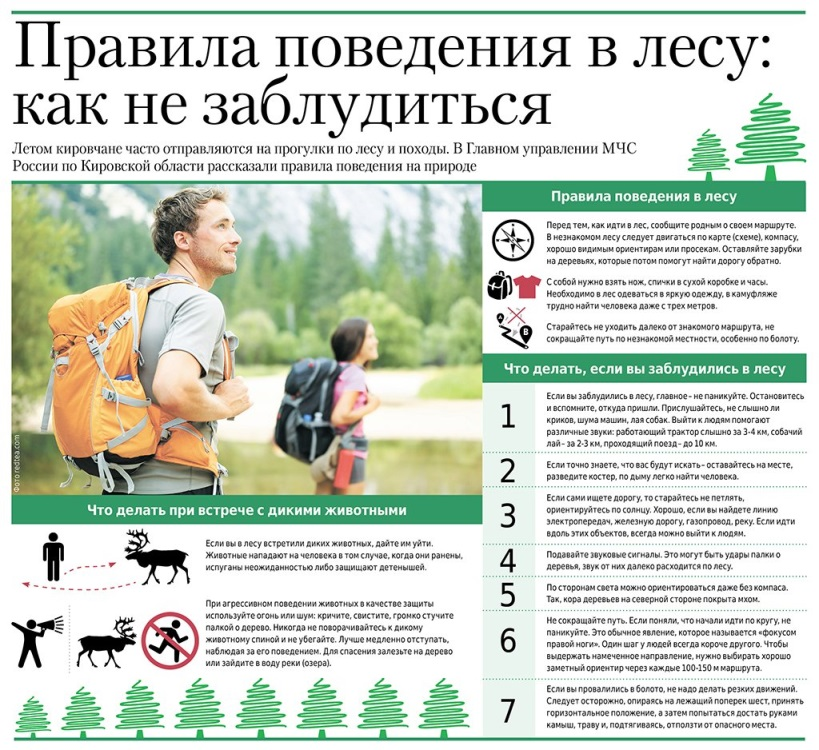 Правила поведения в лесу:
как не заблудиться
Летом кировчане часто отправляются на прогулки по лесу и походы. В Главном управлении МЧС
России по Кировской области рассказали правила поведения на природе
Фото redtea.com
Правила поведения в лесу
Перед тем, как идти в лес, сообщите родным о своем маршруте.
В незнакомом лесу следует двигаться по карте (схеме), компасу,
хорошо видимым ориентирам или просекам. Оставляйте зарубки
на деревьях, которые потом помогут найти дорогу обратно.
С собой нужно взять нож, спички в сухой коробке и часы.
Необходимо в лес одеваться в яркую одежду, в камуфляже
трудно найти человека даже с трех метров.
A
B
Старайтесь не уходить далеко от знакомого маршрута, не
сокращайте путь по незнакомой местности, особенно по болоту.
Что делать, если вы заблудились в лесу
1
Если вы заблудились в лесу, главное - не паникуйте. Остановитесь
и вспомните, откуда пришли. Прислушайтесь, не слышно ли
криков, шума машин, лая собак. Выйти к людям помогают
различные звуки: работающий трактор слышно за 3-4 км, собачий
лай - за 2-3 км, проходящий поезд - до 10 км.
2
Если точно знаете, что вас будут искать - оставайтесь на месте,
разведите костер, по дыму легко найти человека.
3
Если сами ищете дорогу, то старайтесь не петлять,
ориентируйтесь по солнцу. Хорошо, если вы найдете линию
электропередач, железную дорогу, газопровод, реку. Если идти
вдоль этих объектов, всегда можно выйти к людям.
4
Подавайте звуковые сигналы. Это могут быть удары палки о
деревья, звук от них далеко расходится по лесу.
5
По сторонам света можно ориентироваться даже без компаса.
Так, кора деревьев на северной стороне покрыта мхом.
6
Не сокращайте путь. Если поняли, что начали идти по кругу, не
паникуйте. Это обычное явление, которое называется «фокусом
правой ноги». Один шаг у людей всегда короче другого. Чтобы
выдержать намеченное направление, нужно выбирать хорошо
заметный ориентир через каждые 100-150 м маршрута.
7
Если вы провалились в болото, не надо делать резких движений.
Следует осторожно, опираясь на лежащий поперек шест, принять
горизонтальное положение, а затем попытаться достать руками
камыш, траву и, подтягиваясь, отползти от опасного места.
Что делать при встрече с дикими животными
Если вы в лесу встретили диких животных, дайте им уйти.
Животные нападают на человека в том случае, когда они ранены,
испуганы неожиданностью либо защищают детенышей.
При агрессивном поведении животных в качестве защиты
используйте огонь или шум: кричите, свистите, громко стучите
палкой о дерево. Никогда не поворачивайтесь к дикому
животному спиной и не убегайте. Лучше медленно отступать,
наблюдая за его поведением. Для спасения залезьте на дерево
или зайдите в воду реки (озера).